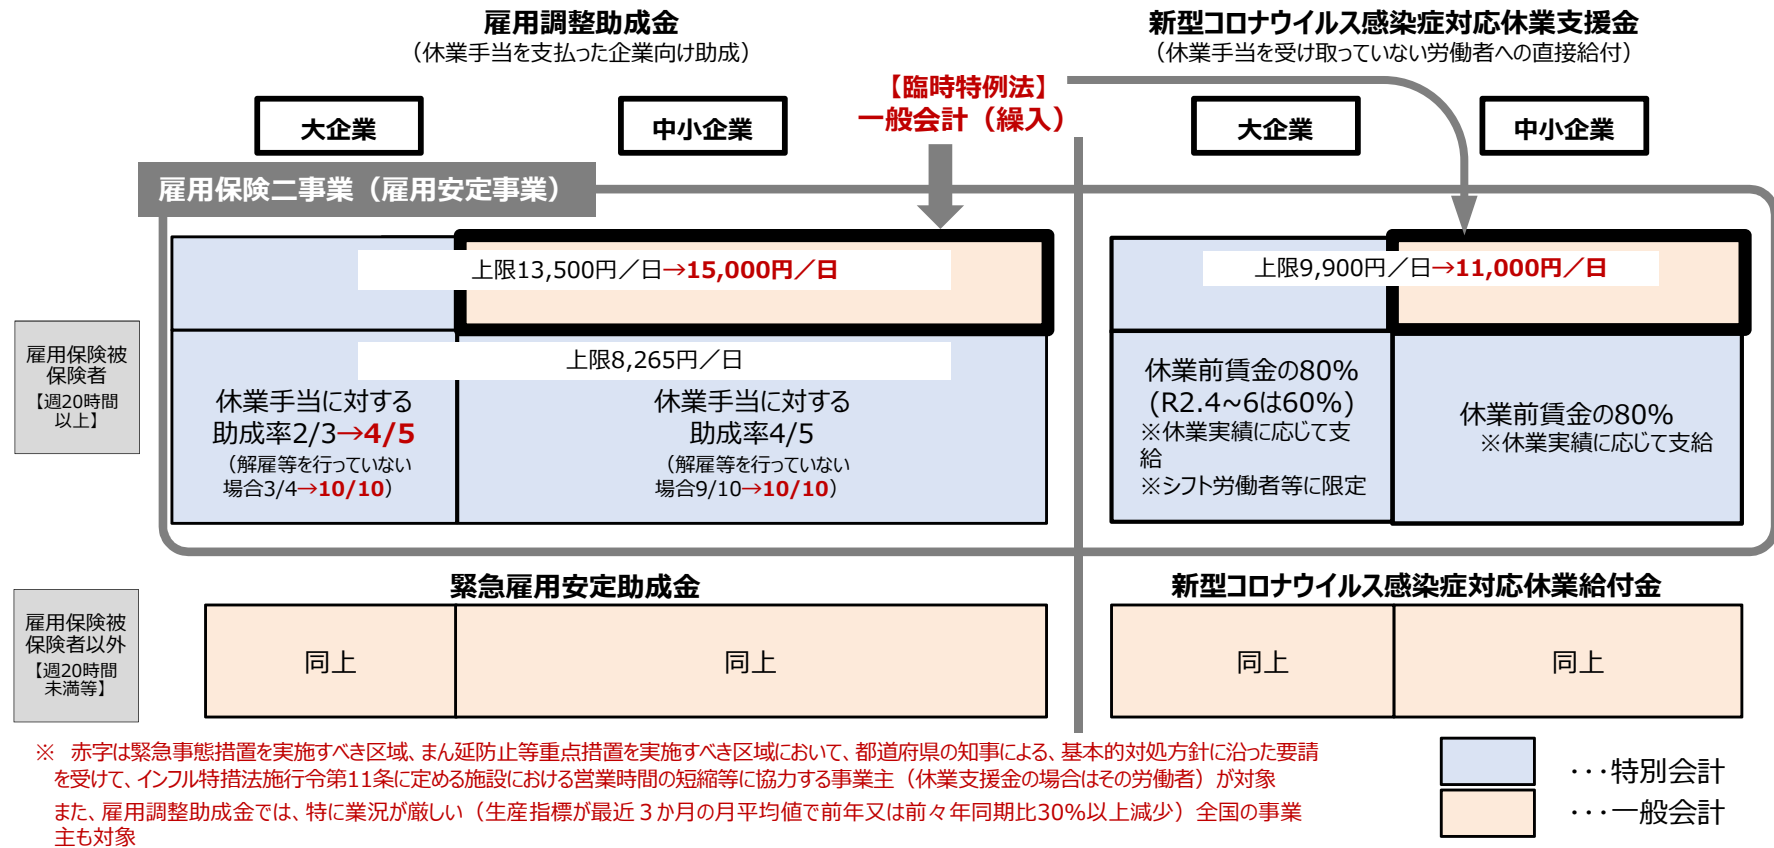 雇用調整助成金
（休業手当を支払った企業向け助成）
新型コロナウイルス感染症対応休業支援金
（休業手当を受け取っていない労働者への直接給付）
【臨時特例法】
一般会計（繰入）
大企業
中小企業
大企業
中小企業
雇用保険二事業（雇用安定事業）
上限13,500円／日→15,000円／日
上限9,900円／日→11,000円／日
雇用保険被
保険者
【週20時間
以上】
上限8,265円／日
休業手当に対する
助成率2/3→4/5
（解雇等を行っていない
場合3/4→10/10）
休業手当に対する
助成率4/5
（解雇等を行っていない
場合9/10→10/10）
休業前賃金の80%
(R2.4~6は60%)
※休業実績に応じて支
給
※シフト労働者等に限定
休業前賃金の80%
※休業実績に応じて支給
緊急雇用安定助成金
新型コロナウイルス感染症対応休業給付金
雇用保険被
保険者以外
【週20時間
未満等】
同上
同上
同上
同上
※　赤字は緊急事態措置を実施すべき区域、まん延防止等重点措置を実施すべき区域において、都道府県の知事による、基本的対処方針に沿った要請
を受けて、インフル特措法施行令第11条に定める施設における営業時間の短縮等に協力する事業主（休業支援金の場合はその労働者）が対象
また、雇用調整助成金では、特に業況が厳しい（生産指標が最近３か月の月平均値で前年又は前々年同期比30%以上減少）全国の事業
主も対象
・・・特別会計
・・・一般会計